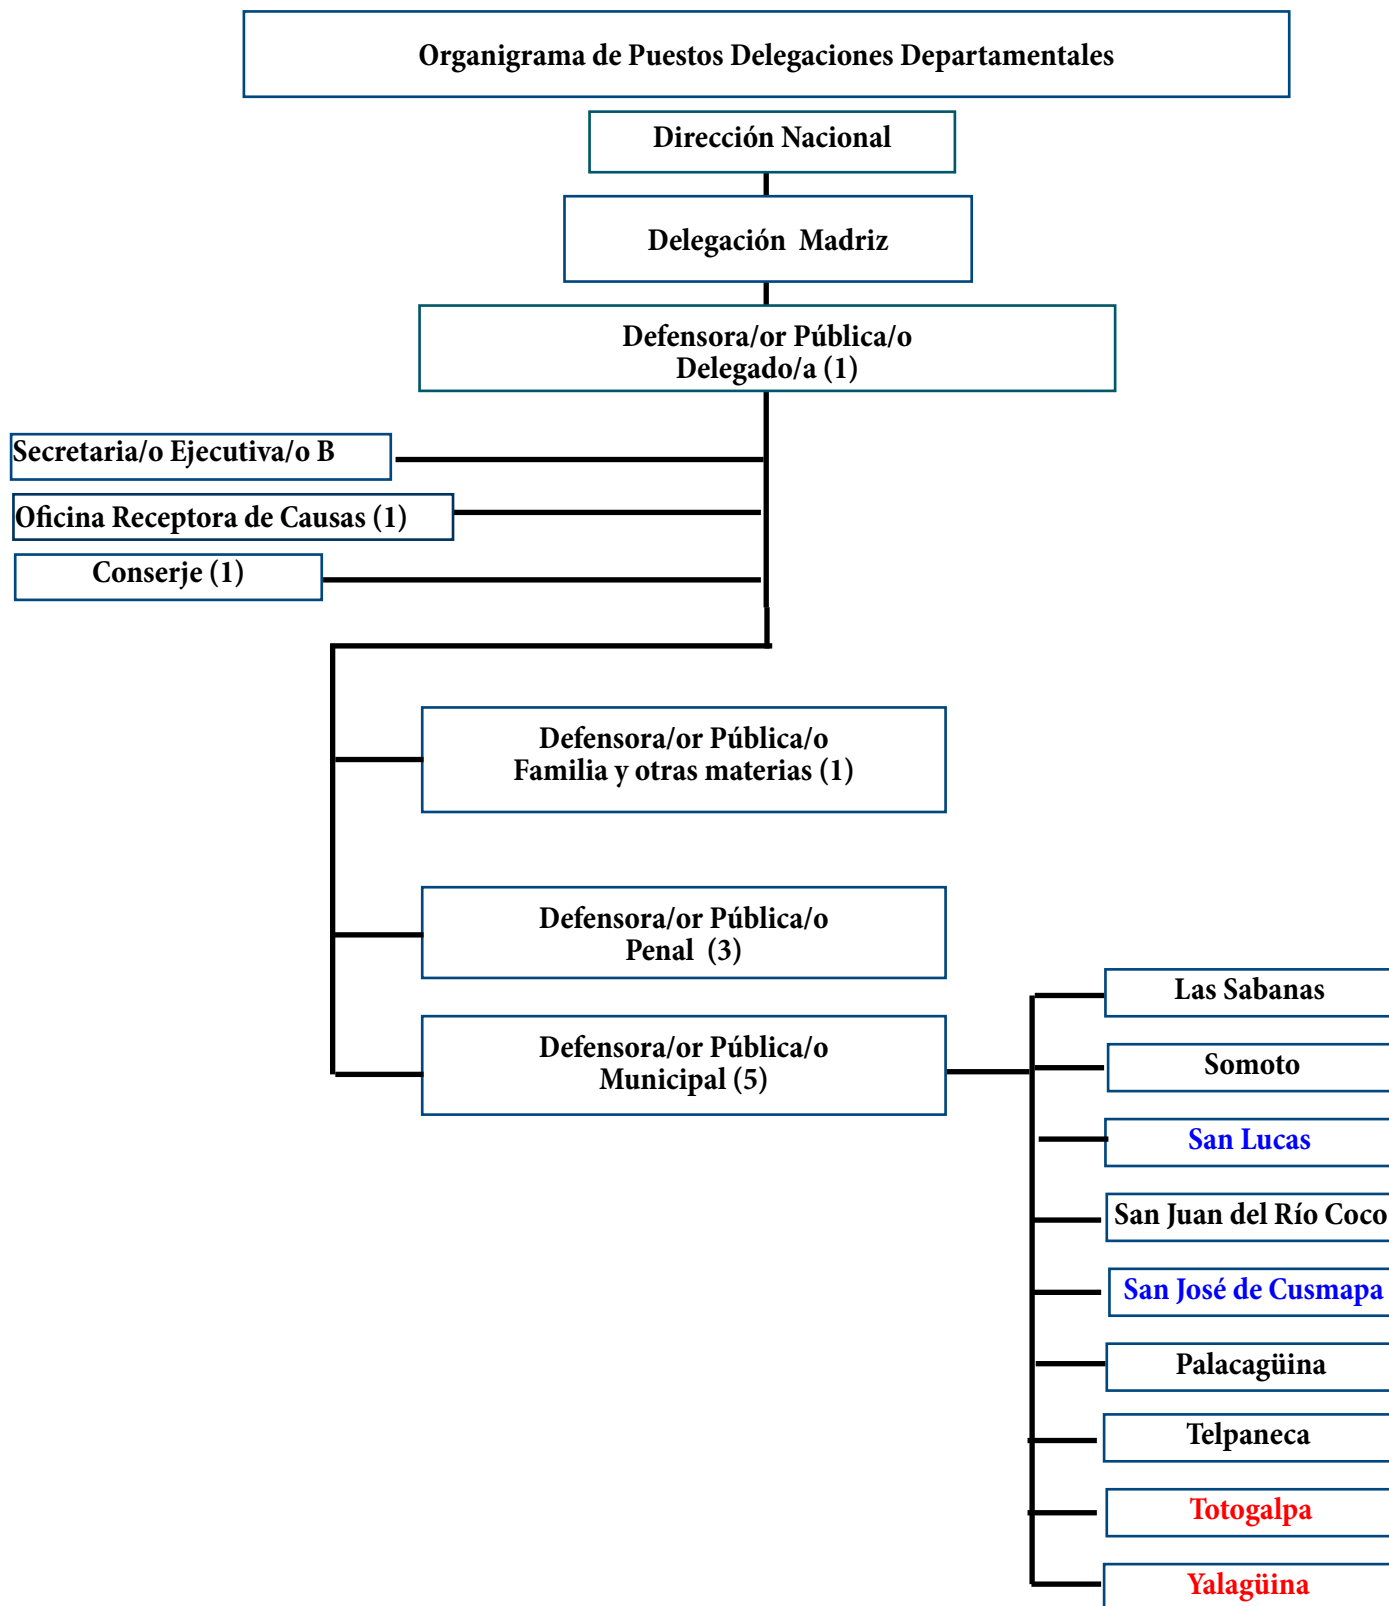 Organigrama de Puestos Delegaciones Departamentales
Dirección Nacional
Delegación Madriz
Defensora/or Pública/o
Delegado/a (1)
Secretaria/o Ejecutiva/o B
Oficina Receptora de Causas (1)
Conserje (1)
Defensora/or Pública/o
Familia y otras materias (1)
Defensora/or Pública/o
Penal (3)
Defensora/or Pública/o
Municipal (5)
Las Sabanas
Somoto
San Lucas
San Juan del Río Coco
San José de Cusmapa
Palacagüina
Telpaneca
Totogalpa
Yalagüina